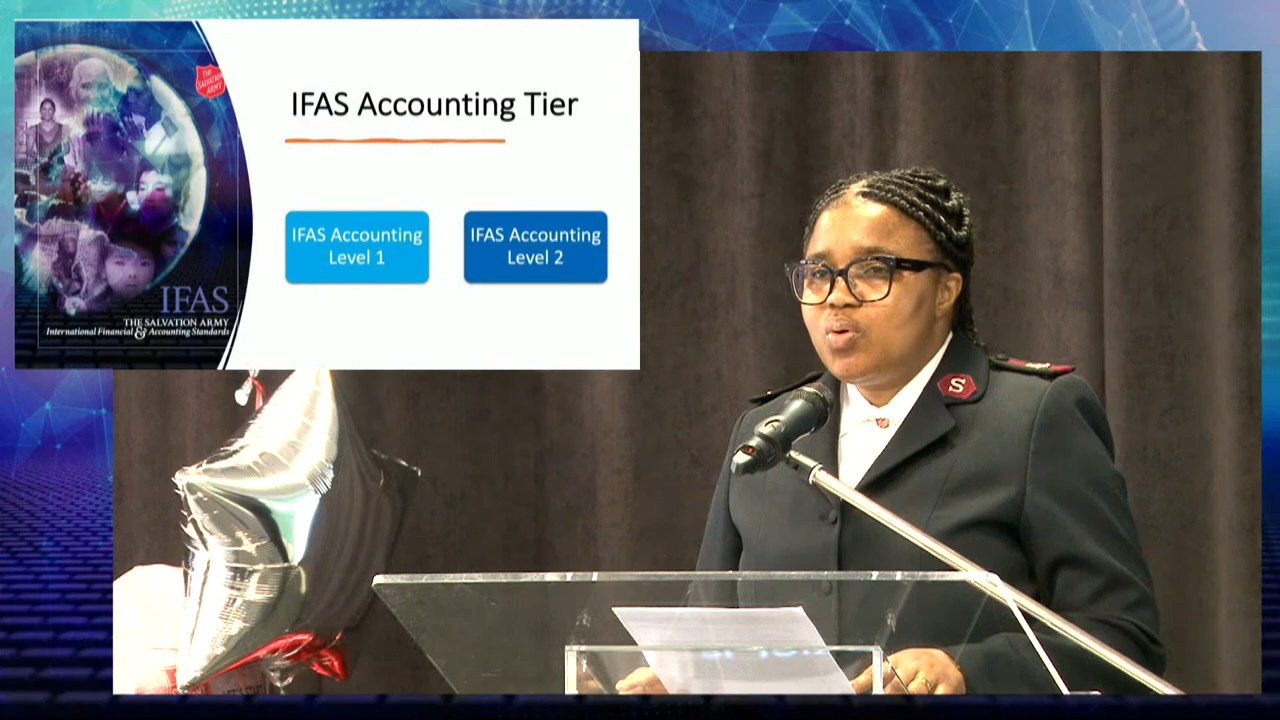 THE
SALVATION
ARMY
IFAS Accounting Tier
IFAS Accounting
Level 1
IFAS Accounting
Level 2
IFAS
THE SALVATION ARMY
International Financial & Accounting Standards
S